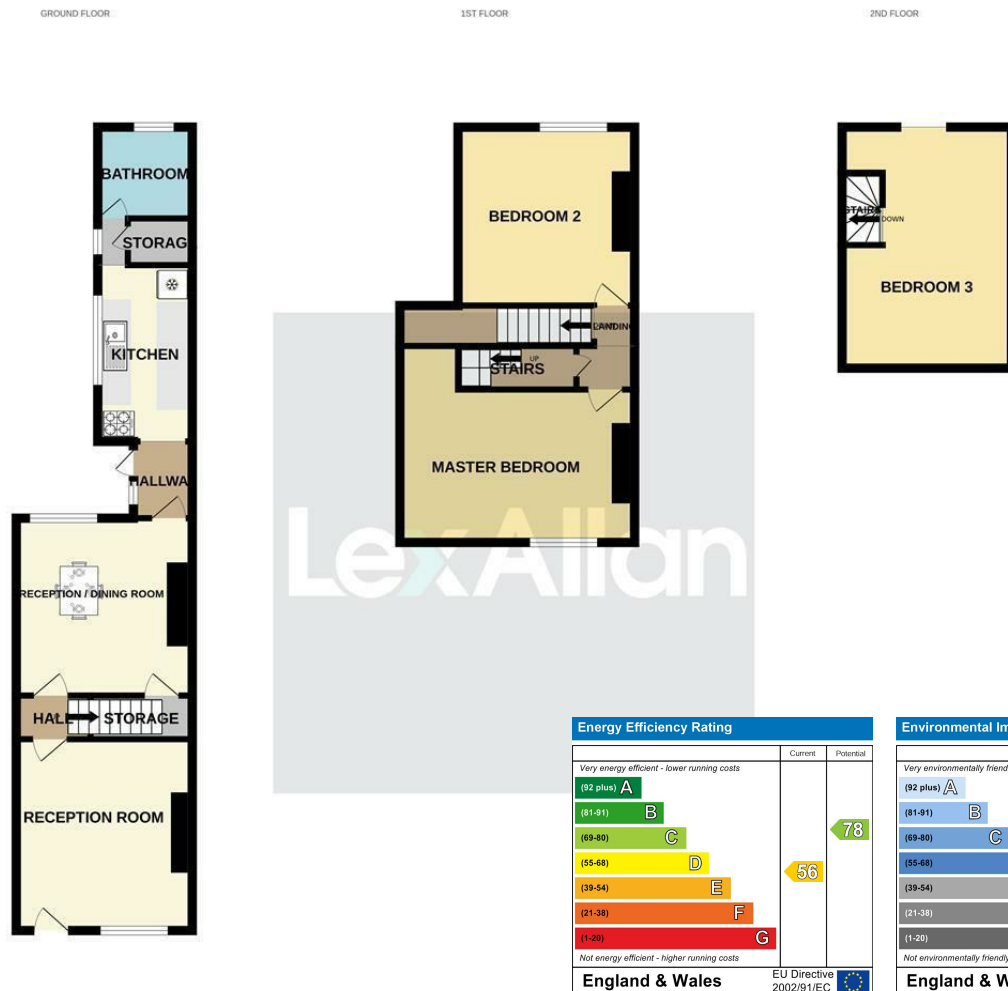 GROUND FLOOR
1ST FLOOR
2ND FLOOR
BATHROOM
STORAG
KITCHEN
HALLWA
RECEPTION / DINING ROOM
HALL
STORAGE
RECEPTION ROOM
BEDROOM 2
LANDING
UP
STAIRS
MASTER BEDROOM
STAIRS
DOWN
BEDROOM 3
LexAllan
Energy Efficiency Rating
Current
Potential
Very energy efficient - lower running costs
(92 plus) A
(81-91) B
(69-80) C
(55-68) D
(39-54) E
(21-38) F
(1-20) G
78
56
Not energy efficient - higher running costs
England & Wales
EU Directive
2002/91/EC
Environmental Im
Very environmentally friend
(92 plus) A
(81-91) B
(69-80) C
(55-68)
(39-54)
(21-38)
(1-20)
Not environmentally friendly
England & W